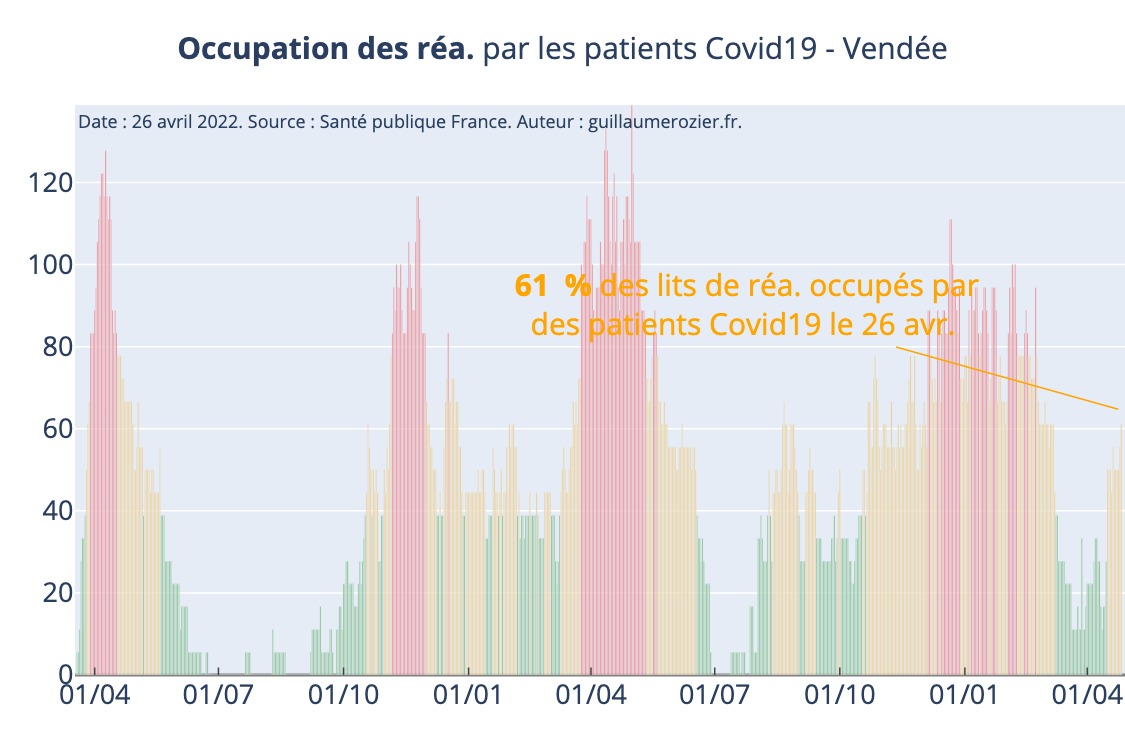 Occupation des réa. par les patients Covid19 - Vendée
Date : 26 avril 2022. Source : Santé publique France. Auteur : guillaumerozier.fr.
120
100
61 % des lits de réa. occupés par
des patients Covid19 le 26 avr.
80
60
40
20
0
01/04 01/07 01/10 01/01 01/04 01/07 01/10 01/01 01/04